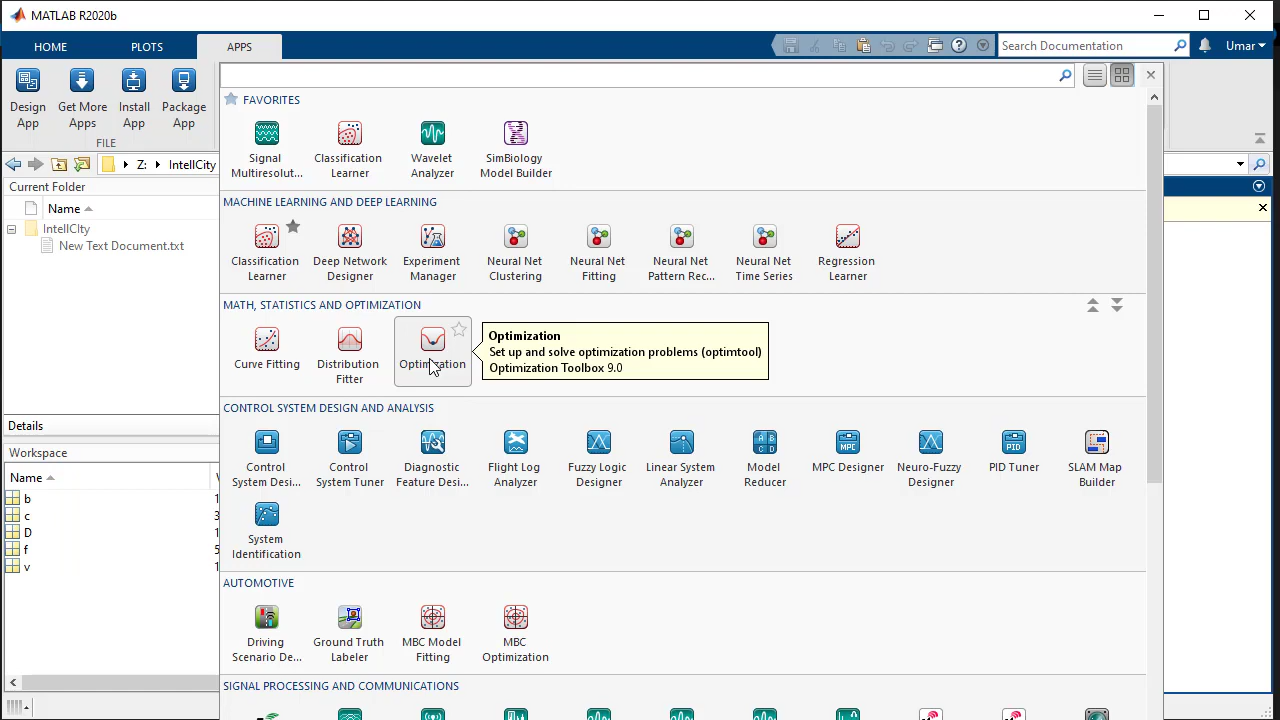 MATLAB R2020b
HOME
PLOTS
APPS
Search Documentation
Umar
Design App
Get More Apps
Install App
Package App
FILE
Z:
IntellCity
Current Folder
Name
IntellCIty
New Text Document.txt
Details
Workspace
Name
b
c
D
f
v
FAVORITES
Signal Multiresolut...
Classification Learner
Wavelet Analyzer
SimBiology Model Builder
MACHINE LEARNING AND DEEP LEARNING
Classification Learner
Deep Network Designer
Experiment Manager
Neural Net Clustering
Neural Net Fitting
Neural Net Pattern Rec...
Neural Net Time Series
Regression Learner
MATH, STATISTICS AND OPTIMIZATION
Curve Fitting
Distribution Fitter
Optimization
Optimization
Set up and solve optimization problems (optimtool)
Optimization Toolbox 9.0
CONTROL SYSTEM DESIGN AND ANALYSIS
Control System Desi...
Control System Tuner
Diagnostic Feature Desi...
Flight Log Analyzer
Fuzzy Logic Designer
Linear System Analyzer
Model Reducer
MPC Designer
Neuro-Fuzzy Designer
PID Tuner
SLAM Map Builder
System Identification
AUTOMOTIVE
Driving Scenario De...
Ground Truth Labeler
MBC Model Fitting
MBC Optimization
SIGNAL PROCESSING AND COMMUNICATIONS